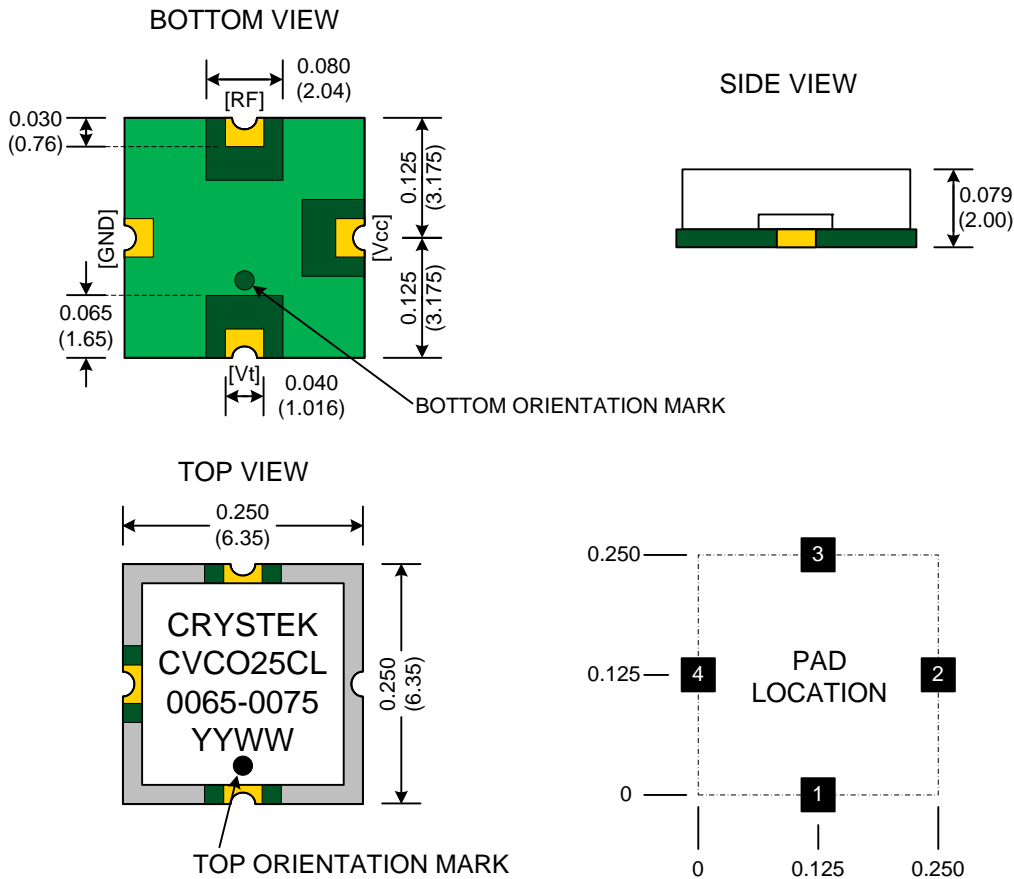 BOTTOM VIEW
0.080
(2.04)
[RF]
0.030
(0.76)
0.125
(3.175)
[GND]
[Vcc]
0.125
(3.175)
0.065
(1.65)
[Vt]
0.040
(1.016)
BOTTOM ORIENTATION MARK
SIDE VIEW
0.079
(2.00)
TOP VIEW
0.250
(6.35)
CRYSTEK
CVCO25CL
0065-0075
YYWW
0.250
(6.35)
TOP ORIENTATION MARK
0.250
3
0.125
4
PAD
LOCATION
2
0
1
0
0.125
0.250